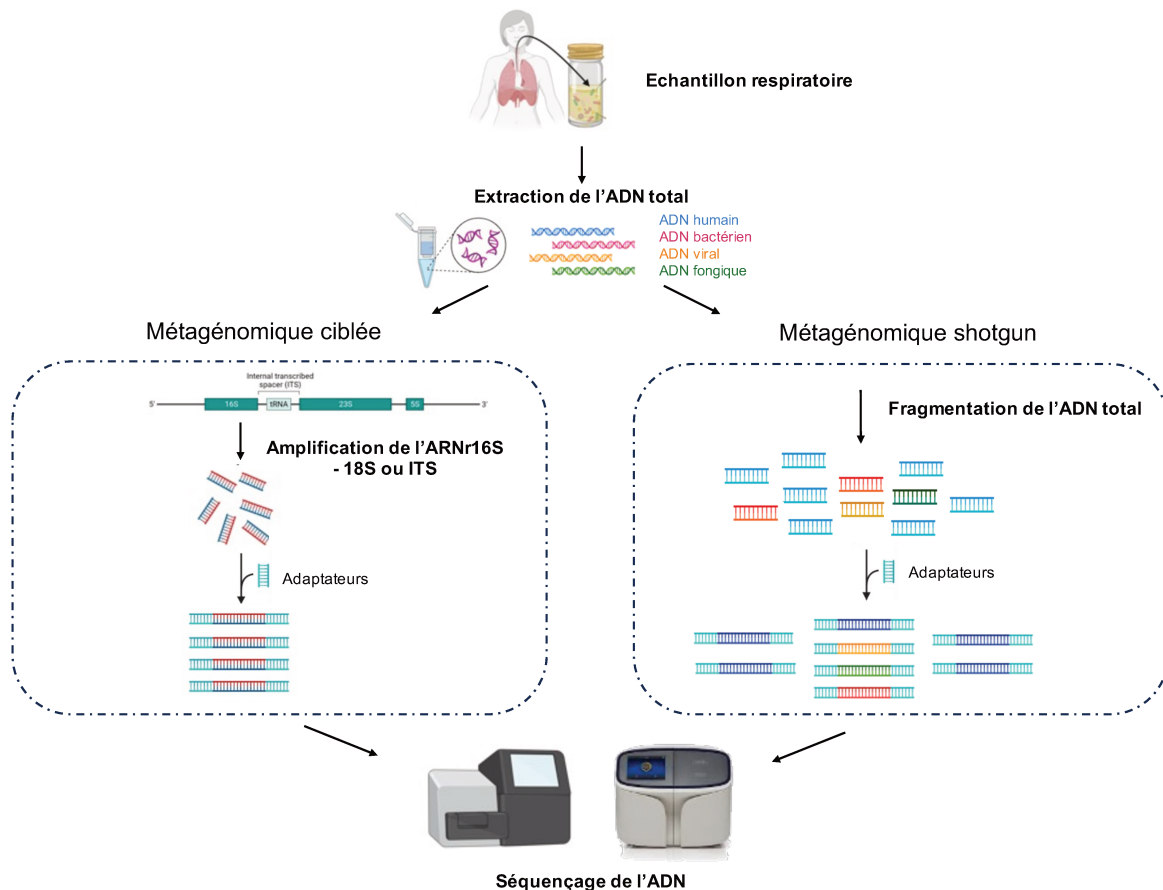 Echantillon respiratoire
Extraction de l'ADN total
ADN humain
ADN bactérien
ADN viral
ADN fongique
Métagénomique ciblée
Internal transcribed
spacer (ITS)
5'
16S
tRNA
23S
5S
3'
Amplification de l'ARNr16S
- 18S ou ITS
Adaptateurs
Métagénomique shotgun
Fragmentation de l'ADN total
Adaptateurs
Séquençage de l'ADN